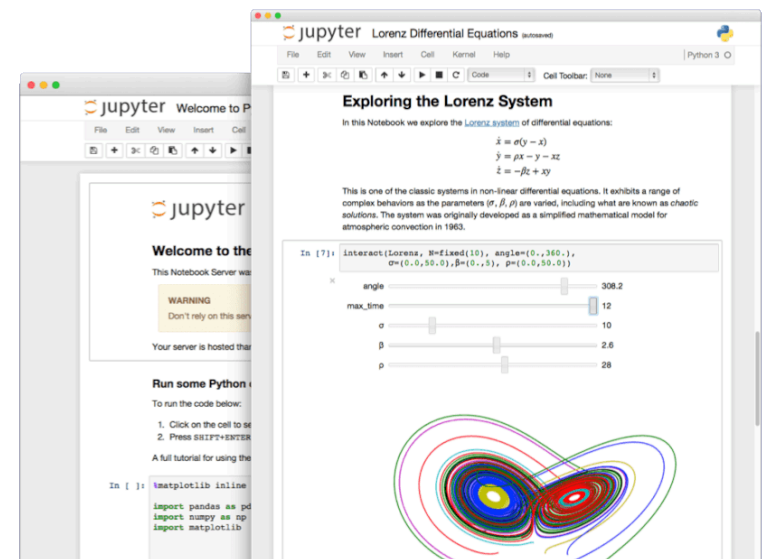 jupyter Lorenz Differential Equations (autosaved)
File Edit View Insert Cell Kernel Help Python 3
Code Cell Toolbar: None
Exploring the Lorenz System
In this Notebook we explore the Lorenz system of differential equations:
ẋ = σ(y − x)
ẏ = ρx − y − xz
ż = −βz + xy
This is one of the classic systems in non-linear differential equations. It exhibits a range of
complex behaviors as the parameters (σ, β, ρ) are varied, including what are known as chaotic
solutions. The system was originally developed as a simplified mathematical model for
atmospheric convection in 1963.
In [7]: interact(Lorenz, N=fixed(10), angle=(0.,360.),
σ=(0.0,50.0),β=(0.,5), ρ=(0.0,50.0))
angle 308.2
max_time 12
σ 10
β 2.6
ρ 28
jupyter Welcome to P
File Edit View Insert Cell
jupyter
Welcome to the
This Notebook Server was
WARNING
Don't rely on this serv
Your server is hosted than
Run some Python
To run the code below:
1. Click on the cell to se
2. Press SHIFT+ENTER
A full tutorial for using the
In [ ]: %matplotlib inline
import pandas as pd
import numpy as np
import matplotlib